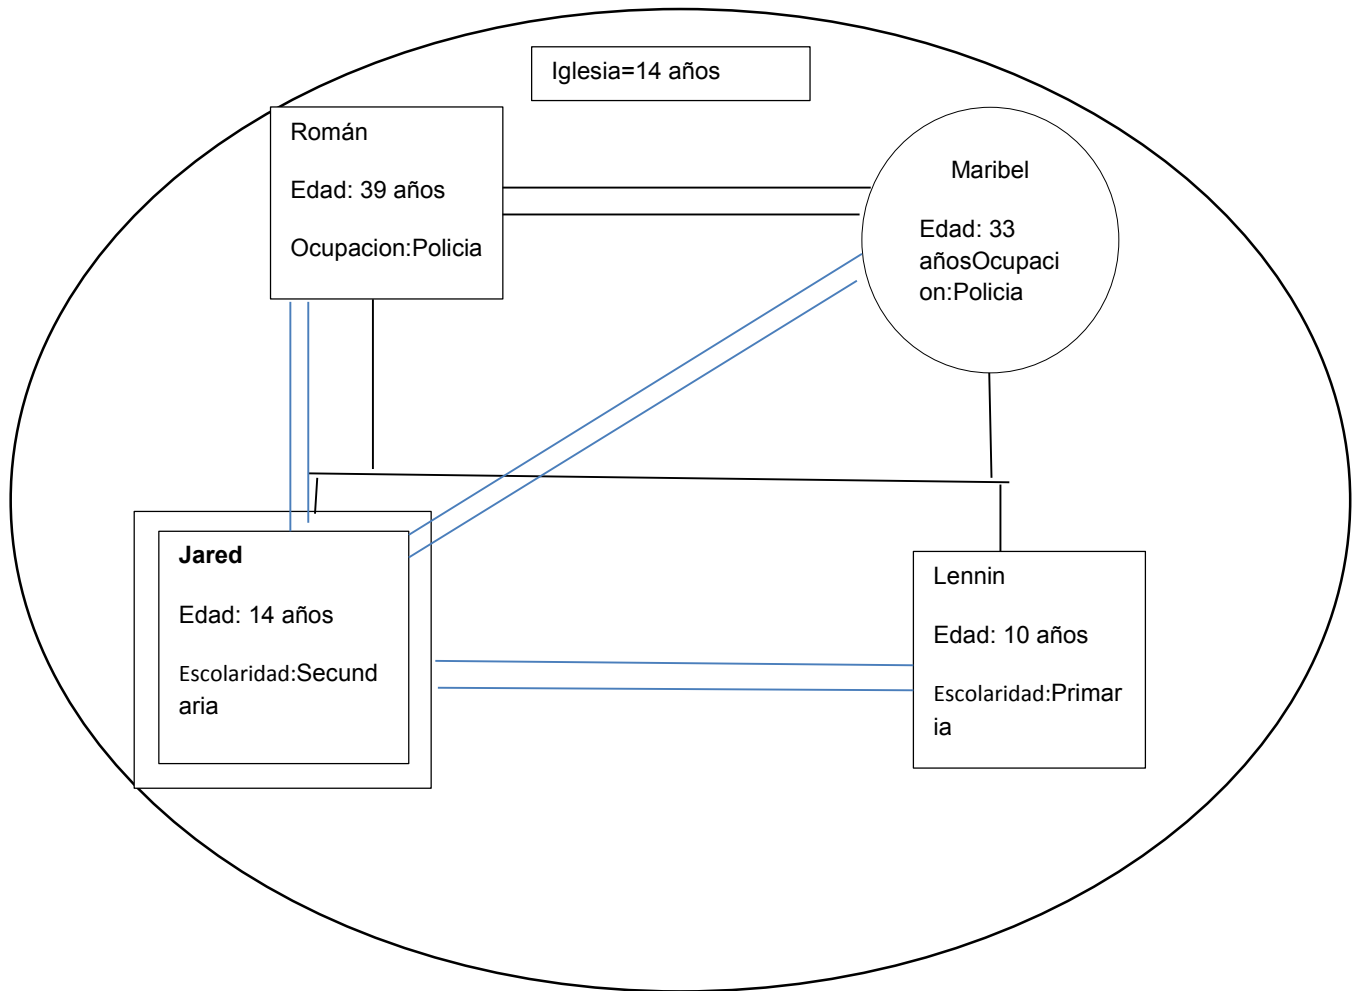 Iglesia=14 años
Román
Edad: 39 años
Ocupacion:Policia
Maribel
Edad: 33
añosOcupaci
on:Policia
Jared
Edad: 14 años
Escolaridad:Secund
aria
Lennin
Edad: 10 años
Escolaridad:Primar
ia